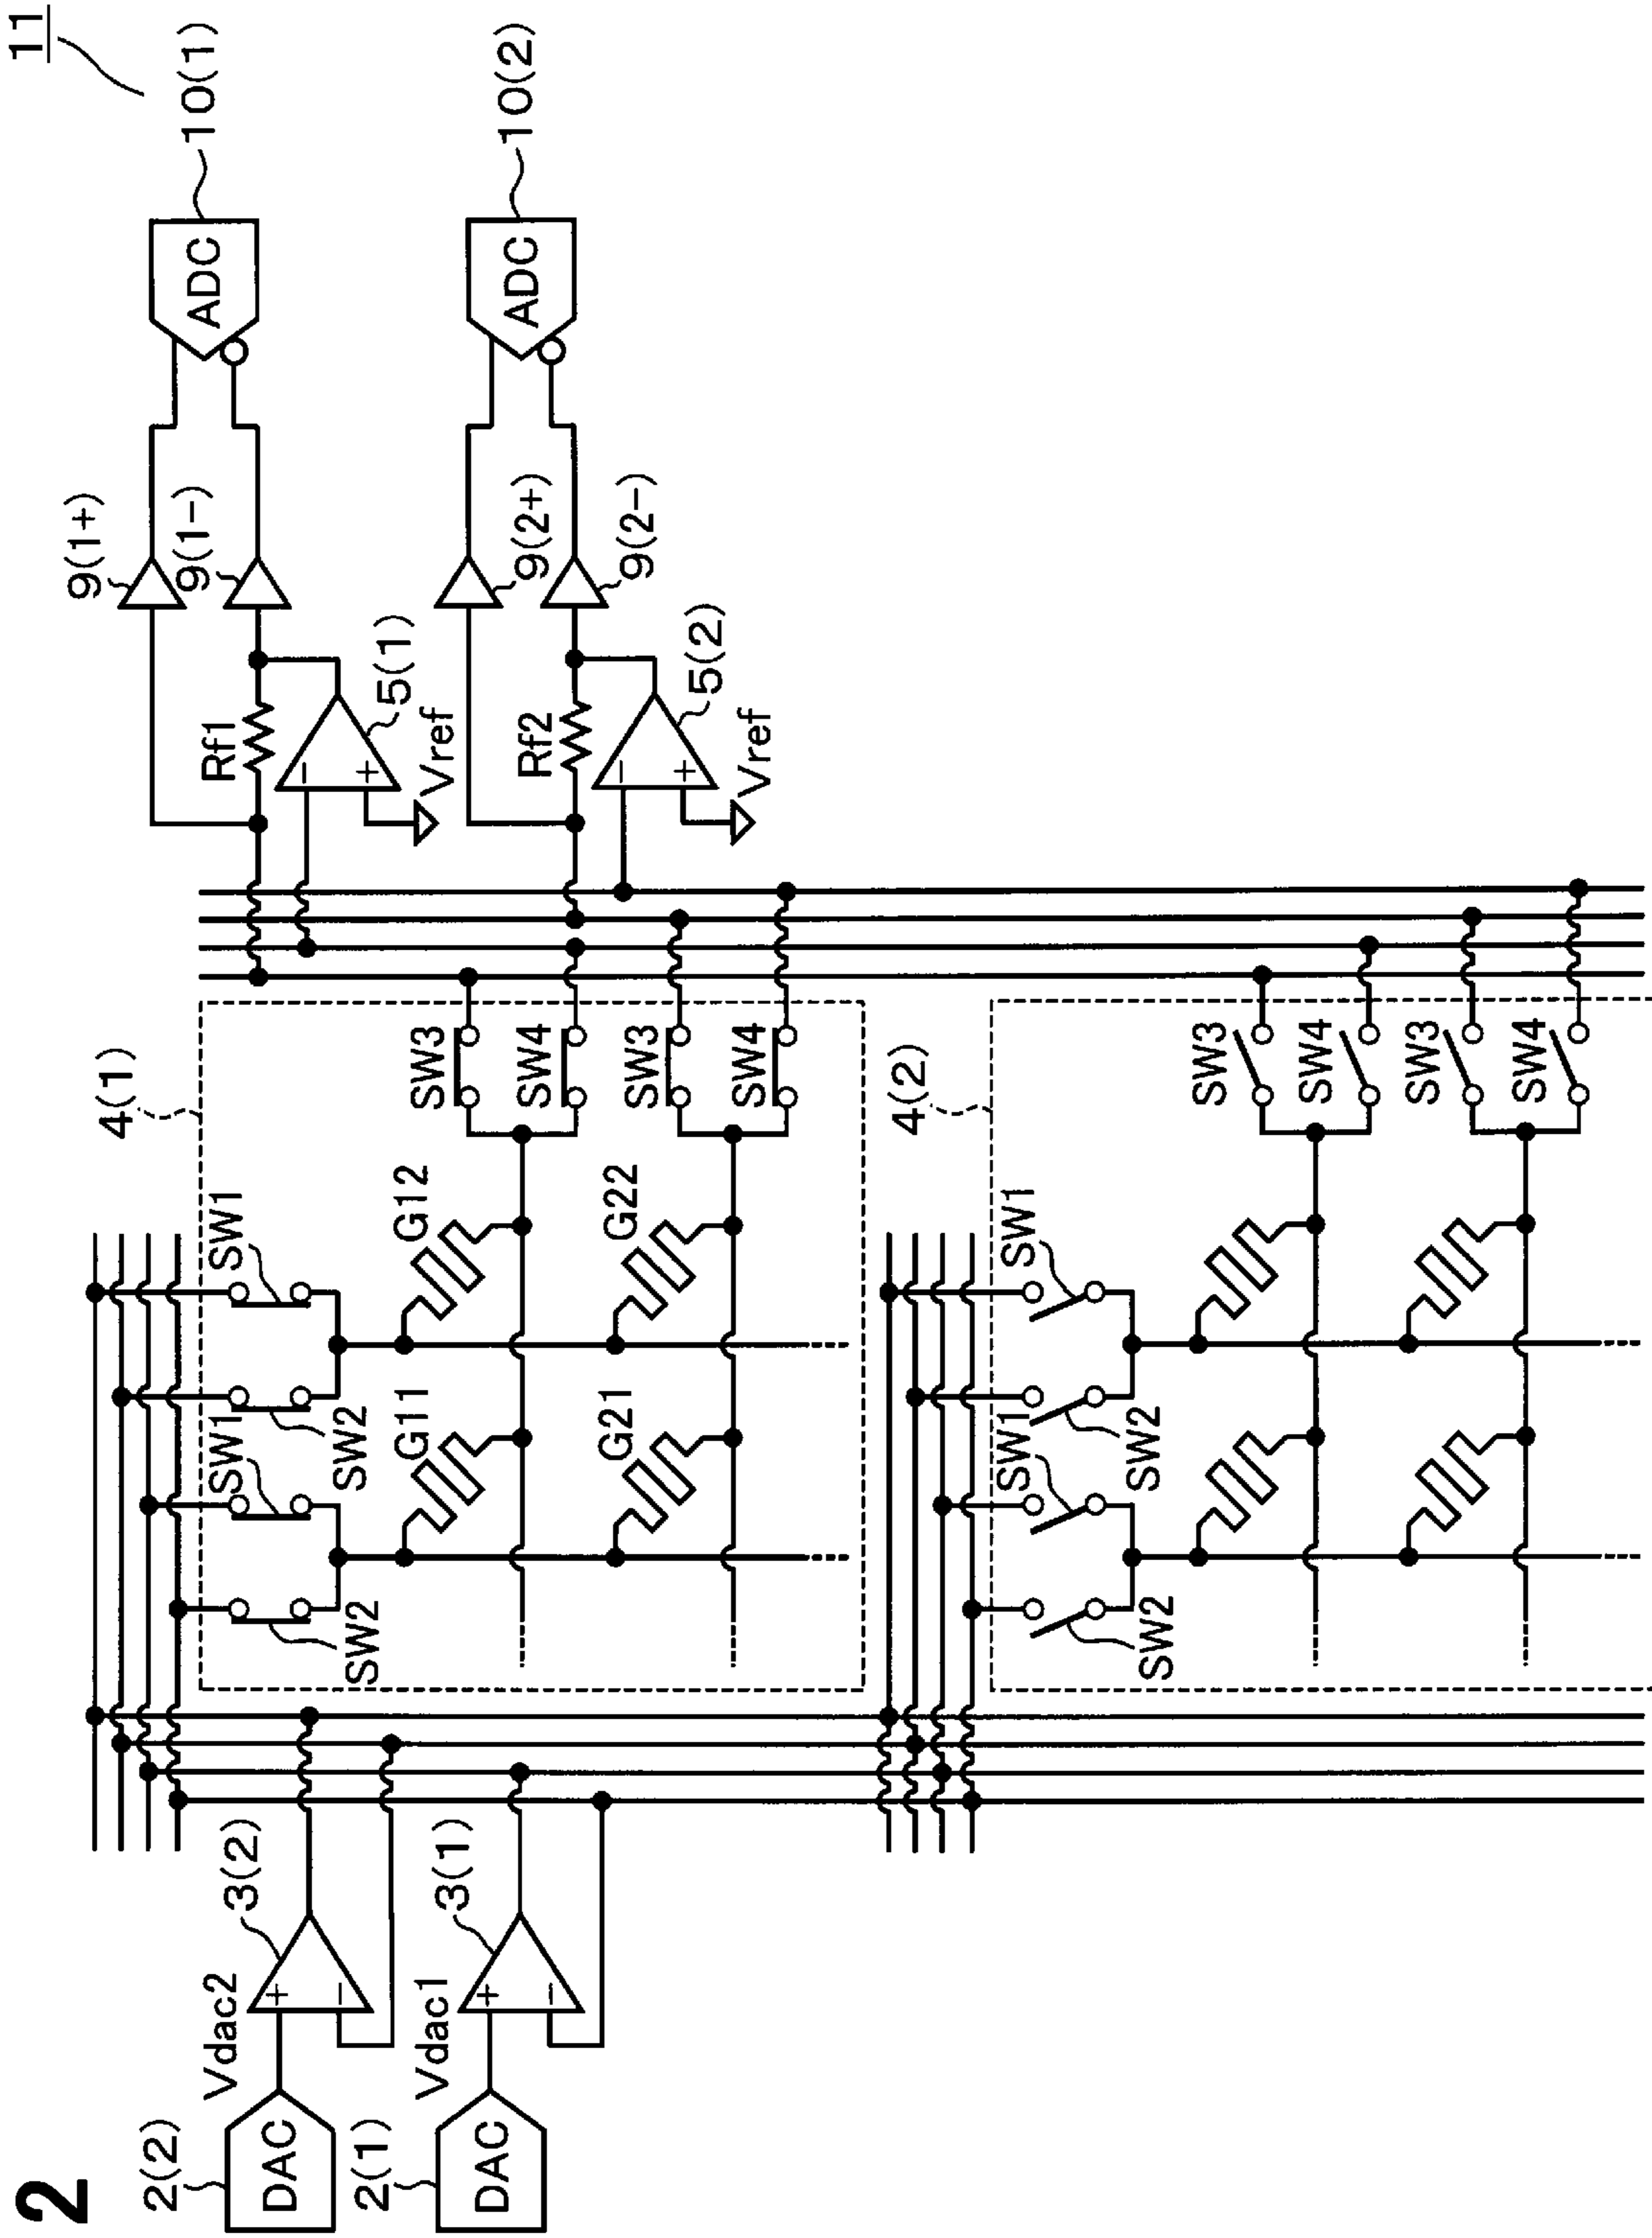 2
11
2(2)
DAC
Vdac2
+
-
3(2)
2(1)
DAC
Vdac1
+
-
3(1)
4(1)
SW2
SW1
SW2
SW1
G11
G12
G21
G22
SW3
SW4
SW3
SW4
4(2)
SW2
SW1
SW2
SW1
SW3
SW4
SW3
SW4
Rf1
-
+
5(1)
Vref
9(1+)
9(1-)
ADC
10(1)
Rf2
-
+
5(2)
Vref
9(2+)
9(2-)
ADC
10(2)